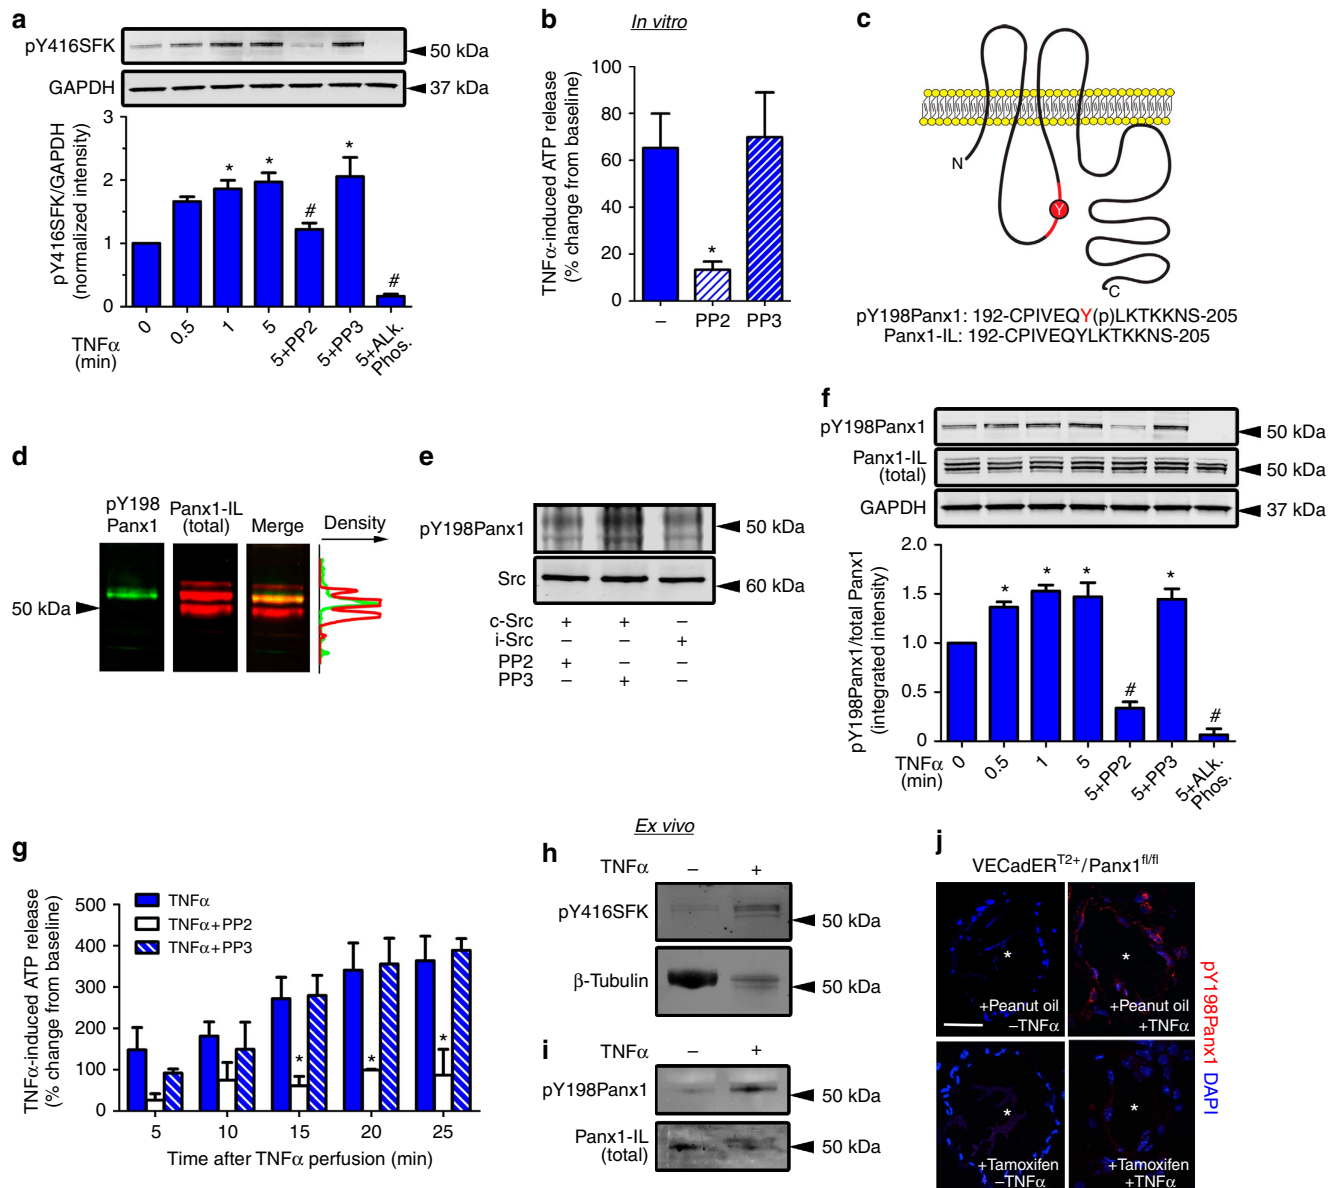 a
pY416SFK
50 kDa
GAPDH
37 kDa
pY416SFK/GAPDH
(normalized intensity)
3
2
1
0
*
*
#
*
#
0
0.5
1
5
5+PP2
5+PP3
5+ALk.
Phos.
TNFα
(min)
b
In vitro
TNFα-induced ATP release
(% change from baseline)
100
80
60
40
20
0
*
–
PP2
PP3
c
N
Y
C
pY198Panx1: 192-CPIVEQY(p)LKTKKNS-205
Panx1-IL: 192-CPIVEQYLKTKKNS-205
d
pY198
Panx1
Panx1-IL
(total)
Merge
Density
50 kDa
e
pY198Panx1
50 kDa
Src
60 kDa
c-Src + + –
i-Src – – +
PP2 + – –
PP3 – + –
f
pY198Panx1
50 kDa
Panx1-IL
(total)
50 kDa
GAPDH
37 kDa
pY198Panx1/total Panx1
(integrated intensity)
2.0
1.5
1.0
0.5
0
*
*
*
#
*
#
TNFα
(min)
0
0.5
1
5
5+PP2
5+PP3
5+ALk.
Phos.
g
TNFα-induced ATP release
(% change from baseline)
500
400
300
200
100
0
TNFα
TNFα+PP2
TNFα+PP3
*
*
*
5
10
15
20
25
Time after TNFα perfusion (min)
Ex vivo
h
TNFα – +
pY416SFK
50 kDa
β-Tubulin
50 kDa
i
TNFα – +
pY198Panx1
50 kDa
Panx1-IL
(total)
50 kDa
j
VECadERT2+/Panx1fl/fl
*
+Peanut oil
–TNFα
*
+Peanut oil
+TNFα
*
+Tamoxifen
–TNFα
*
+Tamoxifen
+TNFα
pY198Panx1 DAPI